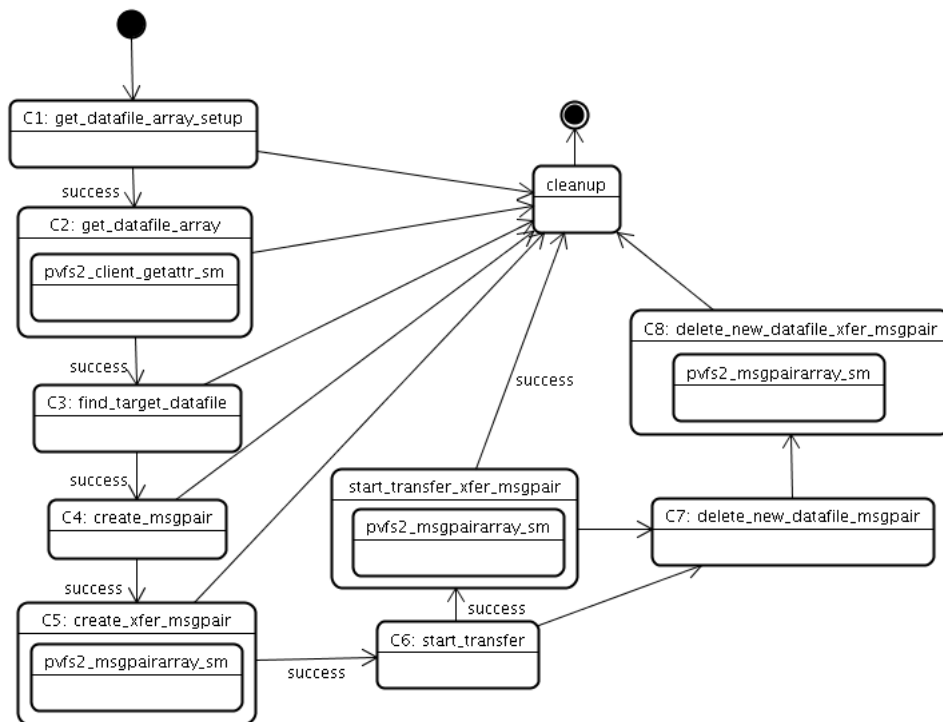 C1: get_datafile_array_setup
success
cleanup
C2: get_datafile_array
pvfs2_client_getattr_sm
C8: delete_new_datafile_xfer_msgpair
success
success
pvfs2_msgpairarray_sm
C3: find_target_datafile
success
start_transfer_xfer_msgpair
C4: create_msgpair
pvfs2_msgpairarray_sm
C7: delete_new_datafile_msgpair
success
success
C5: create_xfer_msgpair
C6: start_transfer
pvfs2_msgpairarray_sm
success